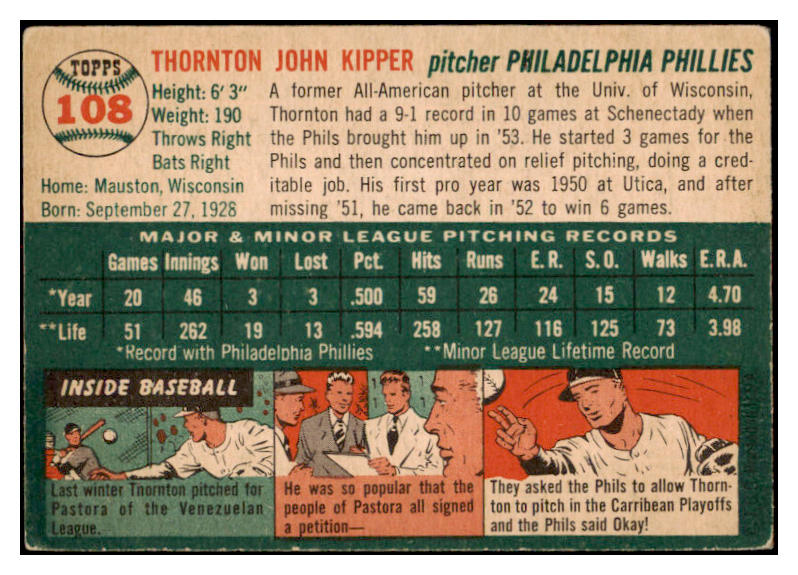 TOPPS
108
THORNTON JOHN KIPPER pitcher PHILADELPHIA PHILLIES
Height: 6' 3"
Weight: 190
Throws Right
Bats Right
Home: Mauston, Wisconsin
Born: September 27, 1928
A former All-American pitcher at the Univ. of Wisconsin,
Thornton had a 9-1 record in 10 games at Schenectady when
the Phils brought him up in '53. He started 3 games for the
Phils and then concentrated on relief pitching, doing a cred-
itable job. His first pro year was 1950 at Utica, and after
missing '51, he came back in '52 to win 6 games.
MAJOR & MINOR LEAGUE PITCHING RECORDS
Games Innings Won Lost Pct. Hits Runs E.R. S.O. Walks E.R.A.
*Year 20 46 3 3 .500 59 26 24 15 12 4.70
**Life 51 262 19 13 .594 258 127 116 125 73 3.98
*Record with Philadelphia Phillies **Minor League Lifetime Record
INSIDE BASEBALL
Last winter Thornton pitched for
Pastora of the Venezuelan
League.
He was so popular that the
people of Pastora all signed
a petition—
They asked the Phils to allow Thorn-
ton to pitch in the Carribean Playoffs
and the Phils said Okay!